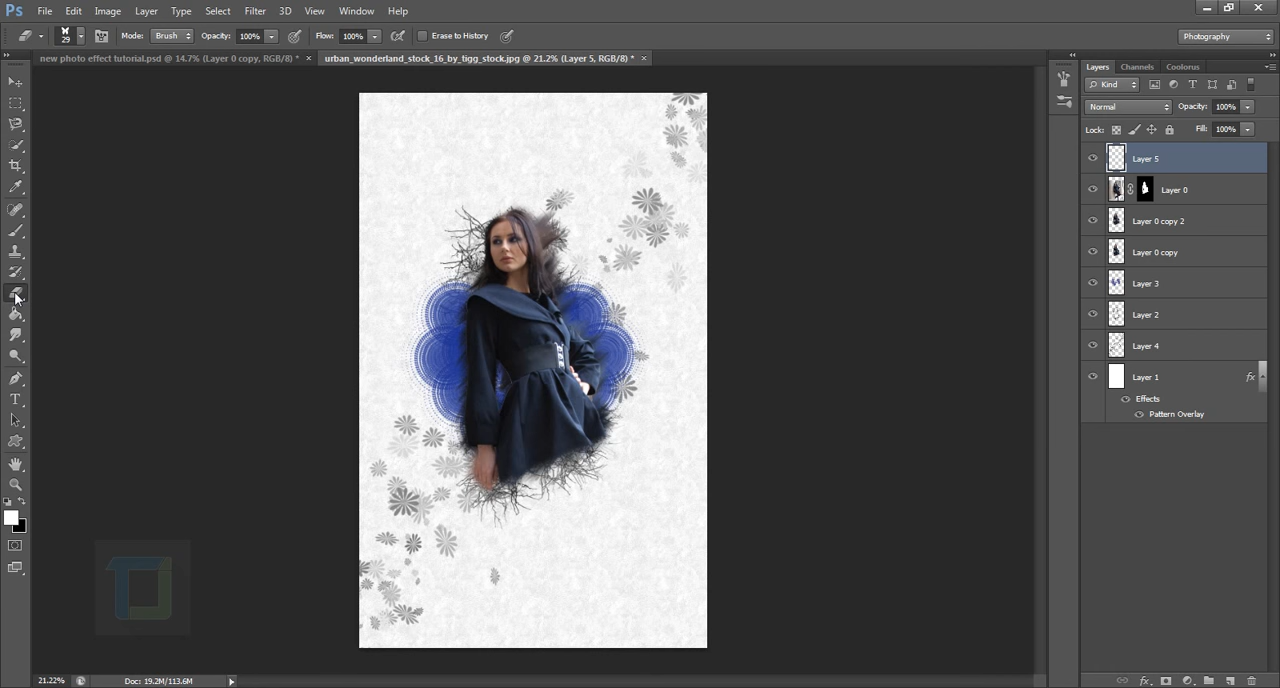 Ps File Edit Image Layer Type Select Filter 3D View Window Help
29 Mode: Brush Opacity: 100% Flow: 100% Erase to History Photography
new photo effect tutorial.psd @ 14.7% (Layer 0 copy, RGB/8) * × urban_wonderland_stock_16_by_tigg_stock.jpg @ 21.2% (Layer 5, RGB/8) * ×
Layers Channels Coolorus
Kind
Normal Opacity: 100%
Lock: Fill: 100%
Layer 5
Layer 0
Layer 0 copy 2
Layer 0 copy
Layer 3
Layer 2
Layer 4
Layer 1 fx
Effects
Pattern Overlay
T
21.22% Doc: 19.2M/113.6M fx